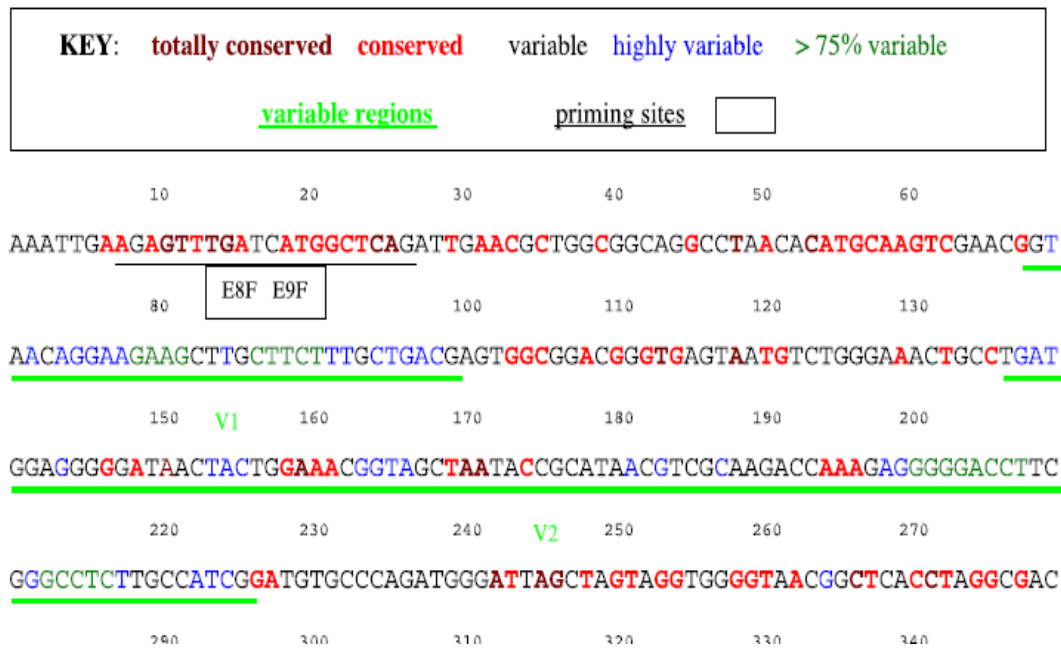 KEY: totally conserved conserved variable highly variable > 75% variable
variable regions priming sites
10 20 30 40 50 60
AAATTGAAGAGTTTGATCATGGCTCAGATTGAACGCTGGCGGCAGGCCTAACACATGCAAGTCGAACGGT
E8F E9F
80 100 110 120 130
AACAGGAAGAAGCTTGCTTCTTTGCTGACGAGTGGCGGACGGGTGAGTAATGTCTGGGAAACTGCCTGAT
150 V1 160 170 180 190 200
GGAGGGGGATAACTACTGGAAACGGTAGCTAATACCGCATAACGTCGCAAGACCAAAGAGGGGGACCTTC
220 230 240 V2 250 260 270
GGGCCTCTTGCCATCGGATGTGCCCAGATGGGATTAGCTAGTAGGTGGGGTAACGGCTCACCTAGGCGAC
290 300 310 320 330 340